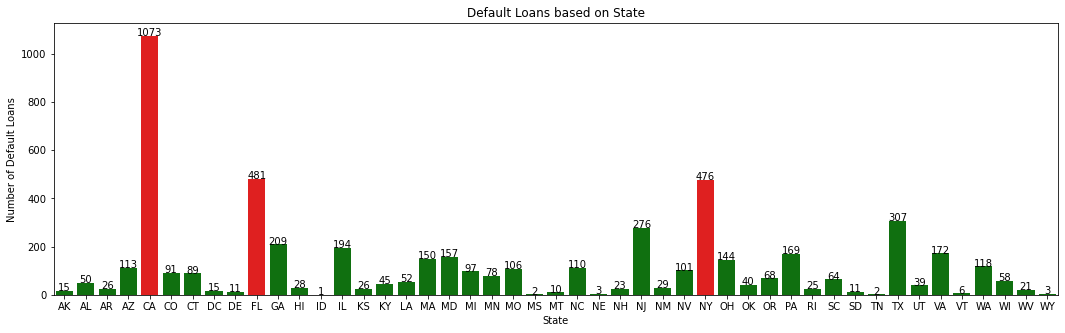 Default Loans based on State
Number of Default Loans
1000
800
600
400
200
0
15 50 26 113 1073 91 89 15 11 481 209 28 1 194 26 45 52 150 157 97 78 106 2 10 110 3 23 276 29 101 476 144 40 68 169 25 64 11 2 307 39 172 6 118 58 21 3
AK AL AR AZ CA CO CT DC DE FL GA HI ID IL KS KY LA MA MD MI MN MO MS MT NC NE NH NJ NM NV NY OH OK OR PA RI SC SD TN TX UT VA VT WA WI WV WY
State